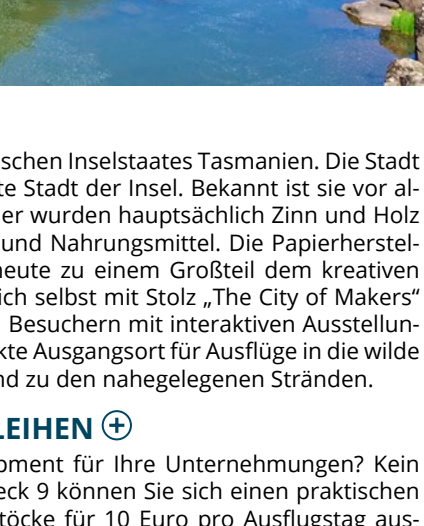 schen Inselstaates Tasmanien. Die Stadt
te Stadt der Insel. Bekannt ist sie vor al-
er wurden hauptsächlich Zinn und Holz
und Nahrungsmittel. Die Papierherstel-
heute zu einem Großteil dem kreativen
ich selbst mit Stolz „The City of Makers“
Besuchern mit interaktiven Ausstellun-
kte Ausgangsort für Ausflüge in die wilde
nd zu den nahegelegenen Stränden.
LEIHEN
pment für Ihre Unternehmungen? Kein
eck 9 können Sie sich einen praktischen
töcke für 10 Euro pro Ausflugstag aus-